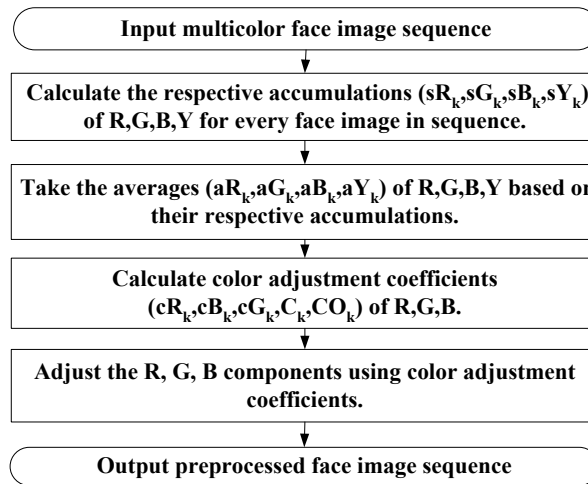 Input multicolor face image sequence
Calculate the respective accumulations (sRₖ,sGₖ,sBₖ,sYₖ)
of R,G,B,Y for every face image in sequence.
Take the averages (aRₖ,aGₖ,aBₖ,aYₖ) of R,G,B,Y based on
their respective accumulations.
Calculate color adjustment coefficients
(cRₖ,cBₖ,cGₖ,Cₖ,COₖ) of R,G,B.
Adjust the R, G, B components using color adjustment
coefficients.
Output preprocessed face image sequence